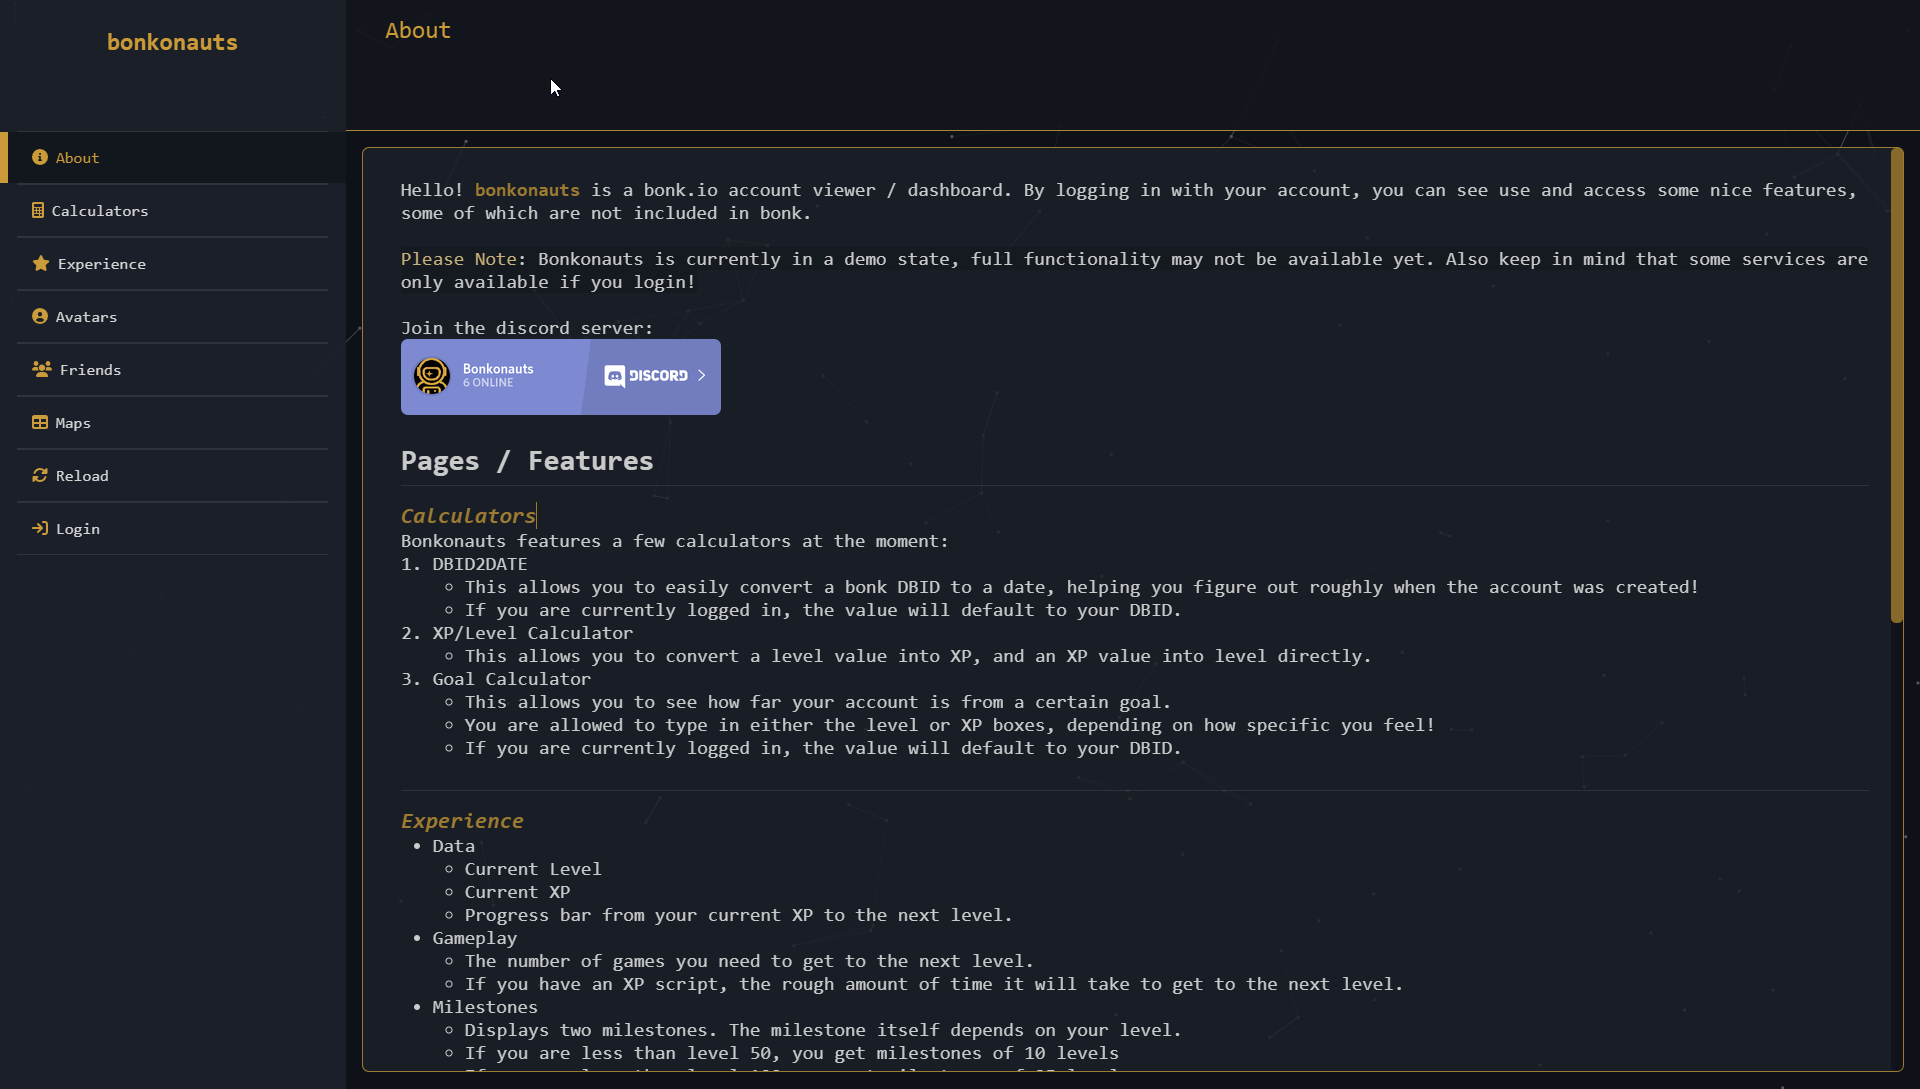 bonkonauts
About
About
Calculators
Experience
Avatars
Friends
Maps
Reload
Login
Hello! bonkonauts is a bonk.io account viewer / dashboard. By logging in with your account, you can see use and access some nice features,
some of which are not included in bonk.
Please Note: Bonkonauts is currently in a demo state, full functionality may not be available yet. Also keep in mind that some services are
only available if you login!
Join the discord server:
Bonkonauts
6 ONLINE
DISCORD
Pages / Features
Calculators
Bonkonauts features a few calculators at the moment:
1. DBID2DATE
◦ This allows you to easily convert a bonk DBID to a date, helping you figure out roughly when the account was created!
◦ If you are currently logged in, the value will default to your DBID.
2. XP/Level Calculator
◦ This allows you to convert a level value into XP, and an XP value into level directly.
3. Goal Calculator
◦ This allows you to see how far your account is from a certain goal.
◦ You are allowed to type in either the level or XP boxes, depending on how specific you feel!
◦ If you are currently logged in, the value will default to your DBID.
Experience
• Data
◦ Current Level
◦ Current XP
◦ Progress bar from your current XP to the next level.
• Gameplay
◦ The number of games you need to get to the next level.
◦ If you have an XP script, the rough amount of time it will take to get to the next level.
• Milestones
◦ Displays two milestones. The milestone itself depends on your level.
◦ If you are less than level 50, you get milestones of 10 levels